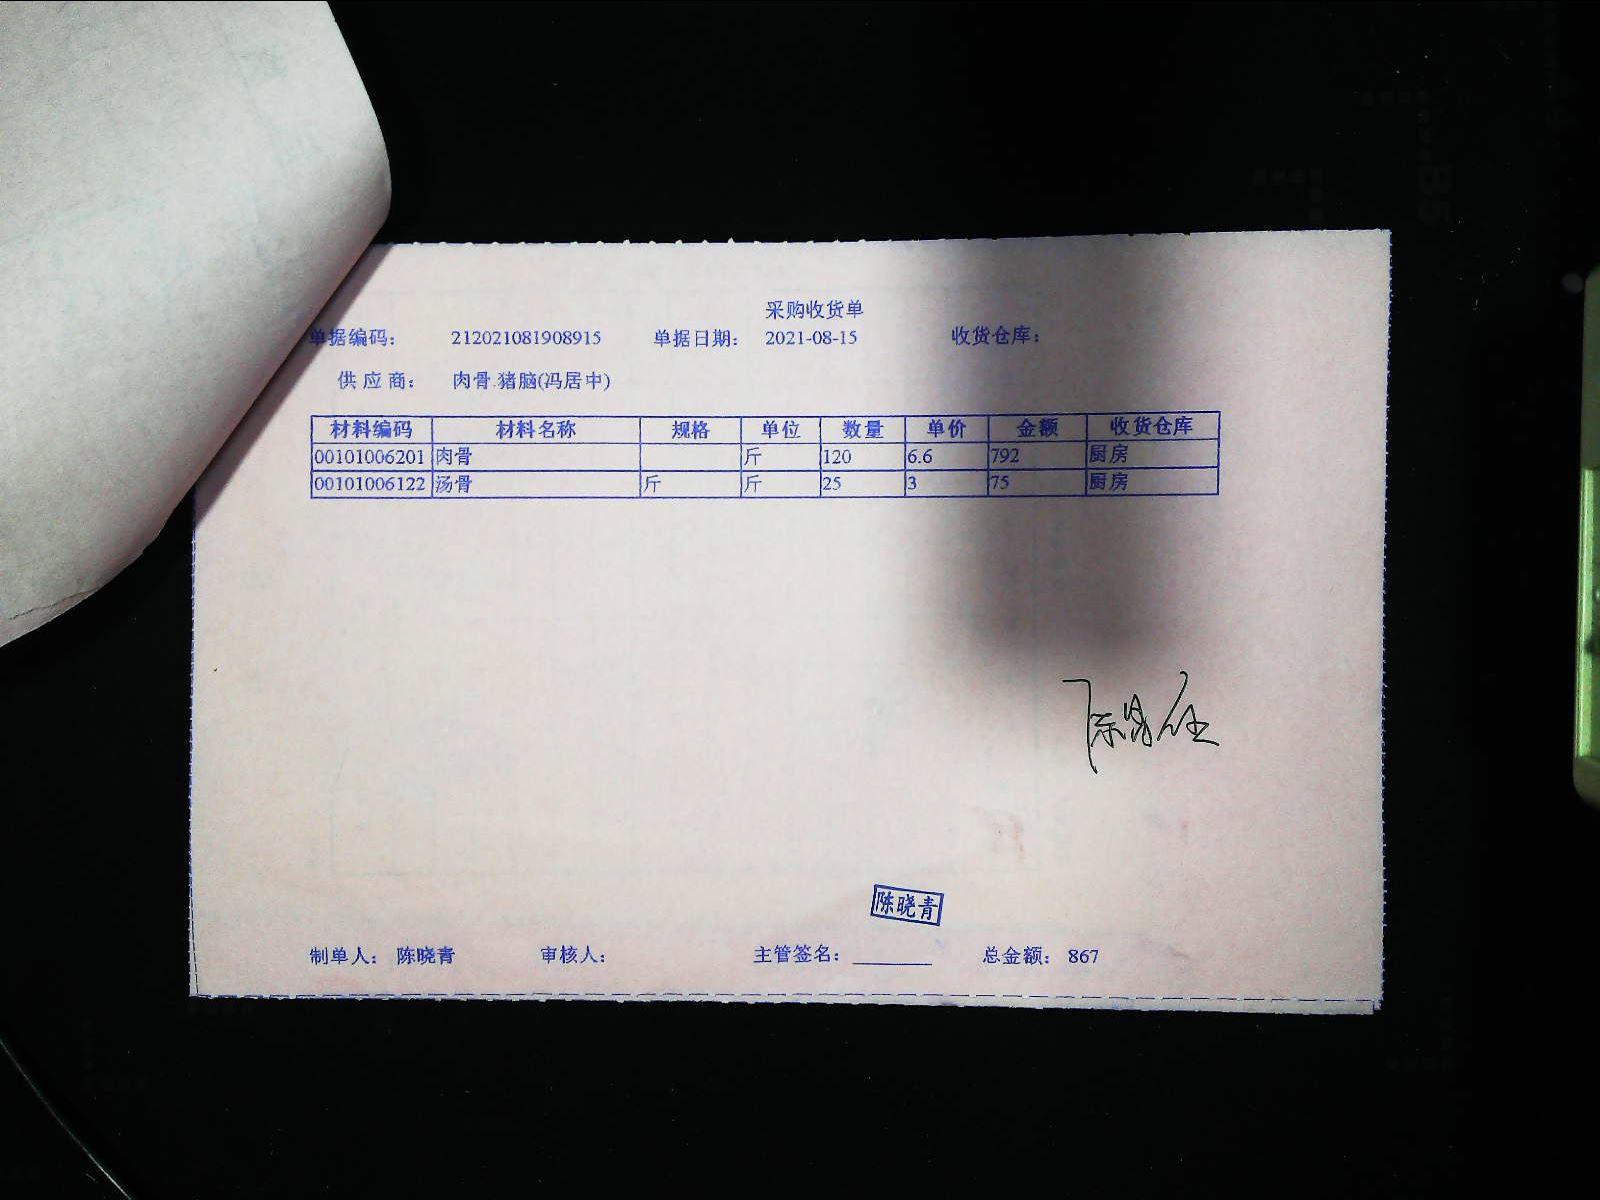 采购收货单
单据编码： 212021081908915 单据日期： 2021-08-15 收货仓库：
供应商： 肉骨.猪脑(冯居中)
材料编码 材料名称 规格 单位 数量 单价 金额 收货仓库
00101006201 肉骨 斤 120 6.6 792 厨房
00101006122 汤骨 斤 斤 25 3 75 厨房
陈晓青
制单人： 陈晓青 审核人： 主管签名： 总金额： 867